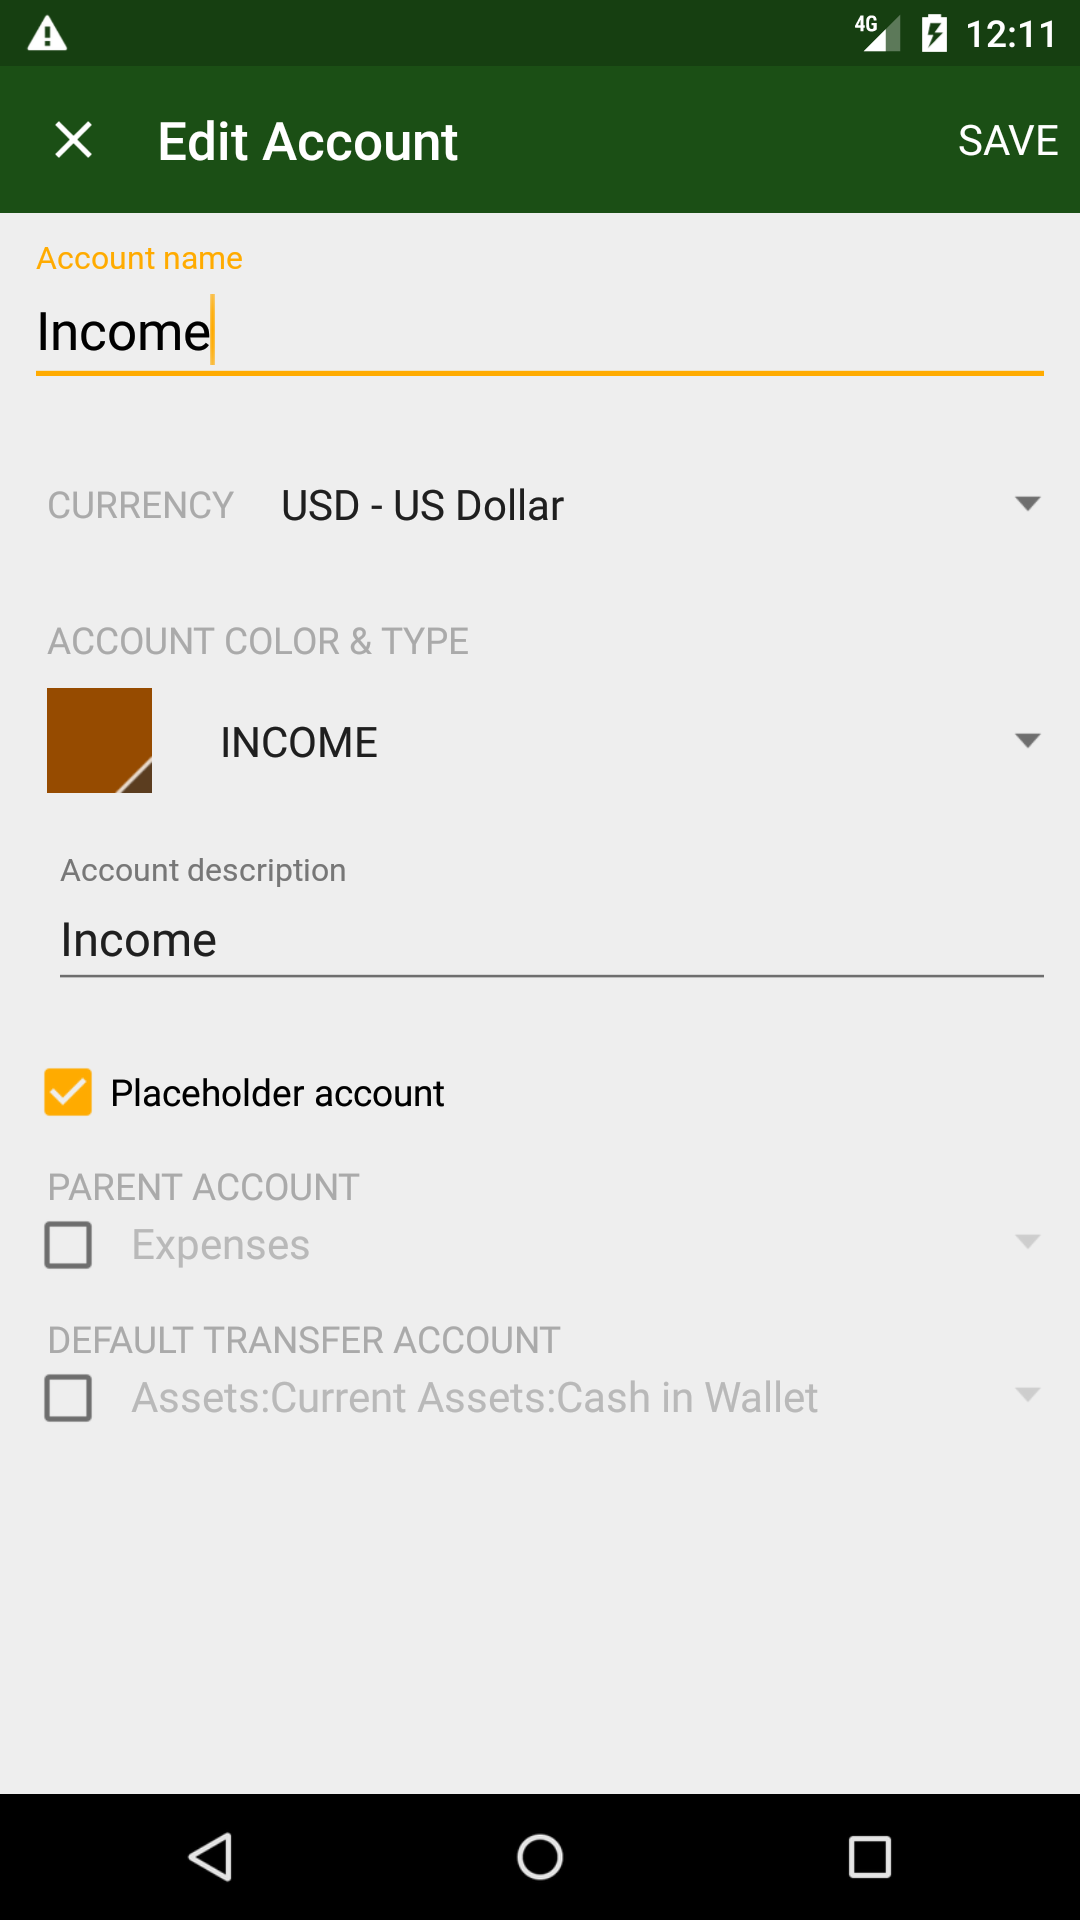 4G 12:11
Edit Account SAVE
Account name
Income
CURRENCY USD - US Dollar
ACCOUNT COLOR & TYPE
INCOME
Account description
Income
Placeholder account
PARENT ACCOUNT
Expenses
DEFAULT TRANSFER ACCOUNT
Assets:Current Assets:Cash in Wallet